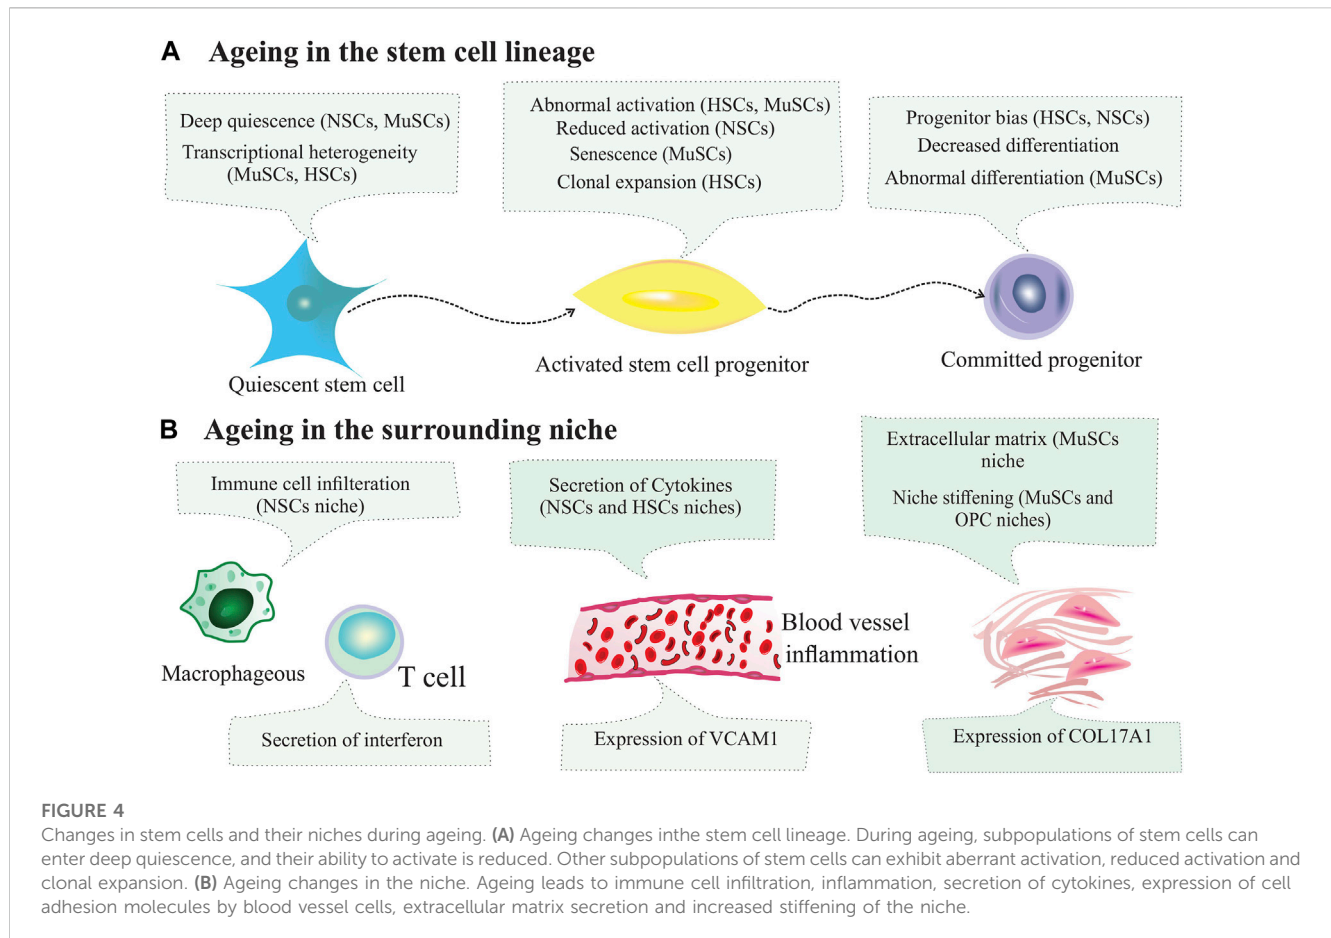 A Ageing in the stem cell lineage
Deep quiescence (NSCs, MuSCs)
Transcriptional heterogeneity
(MuSCs, HSCs)
Abnormal activation (HSCs, MuSCs)
Reduced activation (NSCs)
Senescence (MuSCs)
Clonal expansion (HSCs)
Progenitor bias (HSCs, NSCs)
Decreased differentiation
Abnormal differentiation (MuSCs)
Quiescent stem cell
Activated stem cell progenitor
Committed progenitor
B Ageing in the surrounding niche
Immune cell infilteration
(NSCs niche)
Secretion of Cytokines
(NSCs and HSCs niches)
Extracellular matrix (MuSCs
niche
Niche stiffening (MuSCs and
OPC niches)
Macrophageous
T cell
Blood vessel
inflammation
Secretion of interferon
Expression of VCAM1
Expression of COL17A1
FIGURE 4
Changes in stem cells and their niches during ageing. (A) Ageing changes inthe stem cell lineage. During ageing, subpopulations of stem cells can
enter deep quiescence, and their ability to activate is reduced. Other subpopulations of stem cells can exhibit aberrant activation, reduced activation and
clonal expansion. (B) Ageing changes in the niche. Ageing leads to immune cell infiltration, inflammation, secretion of cytokines, expression of cell
adhesion molecules by blood vessel cells, extracellular matrix secretion and increased stiffening of the niche.